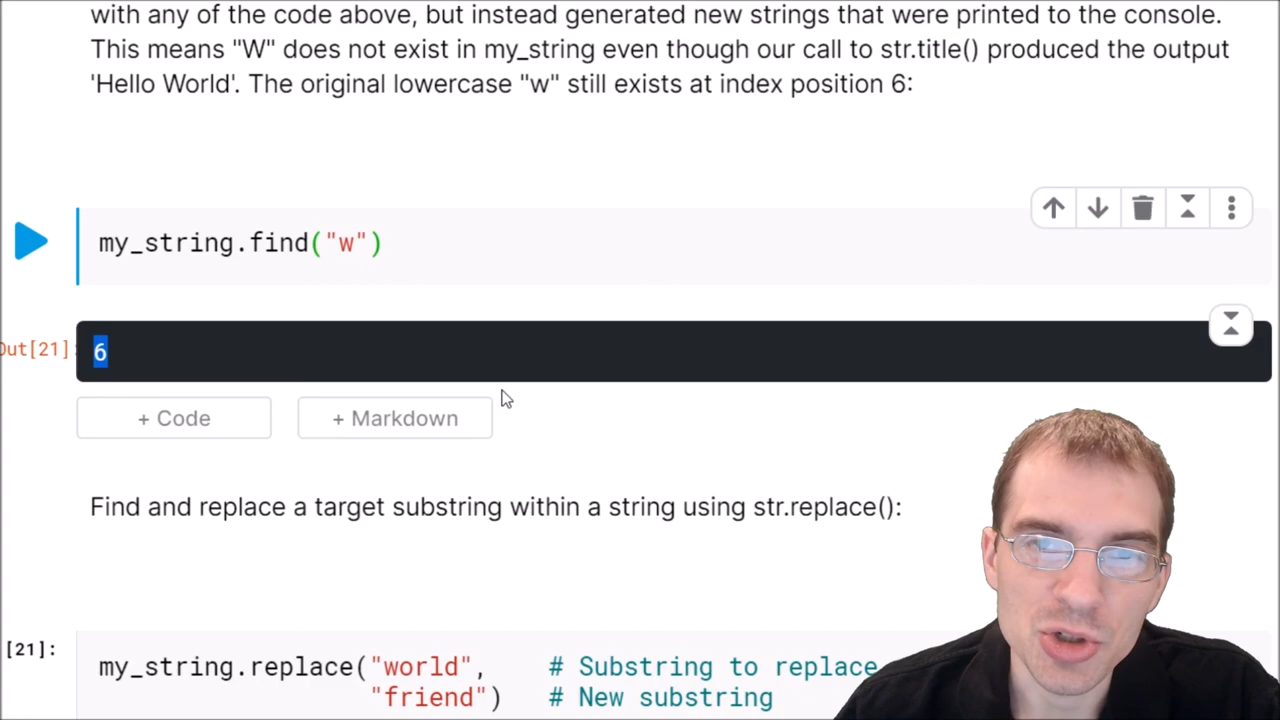 with any of the code above, but instead generated new strings that were printed to the console.
This means "W" does not exist in my_string even though our call to str.title() produced the output
'Hello World'. The original lowercase "w" still exists at index position 6:
my_string.find("w")
Out[21]
6
+ Code
+ Markdown
Find and replace a target substring within a string using str.replace():
[21]:
my_string.replace("world", # Substring to replace
"friend") # New substring